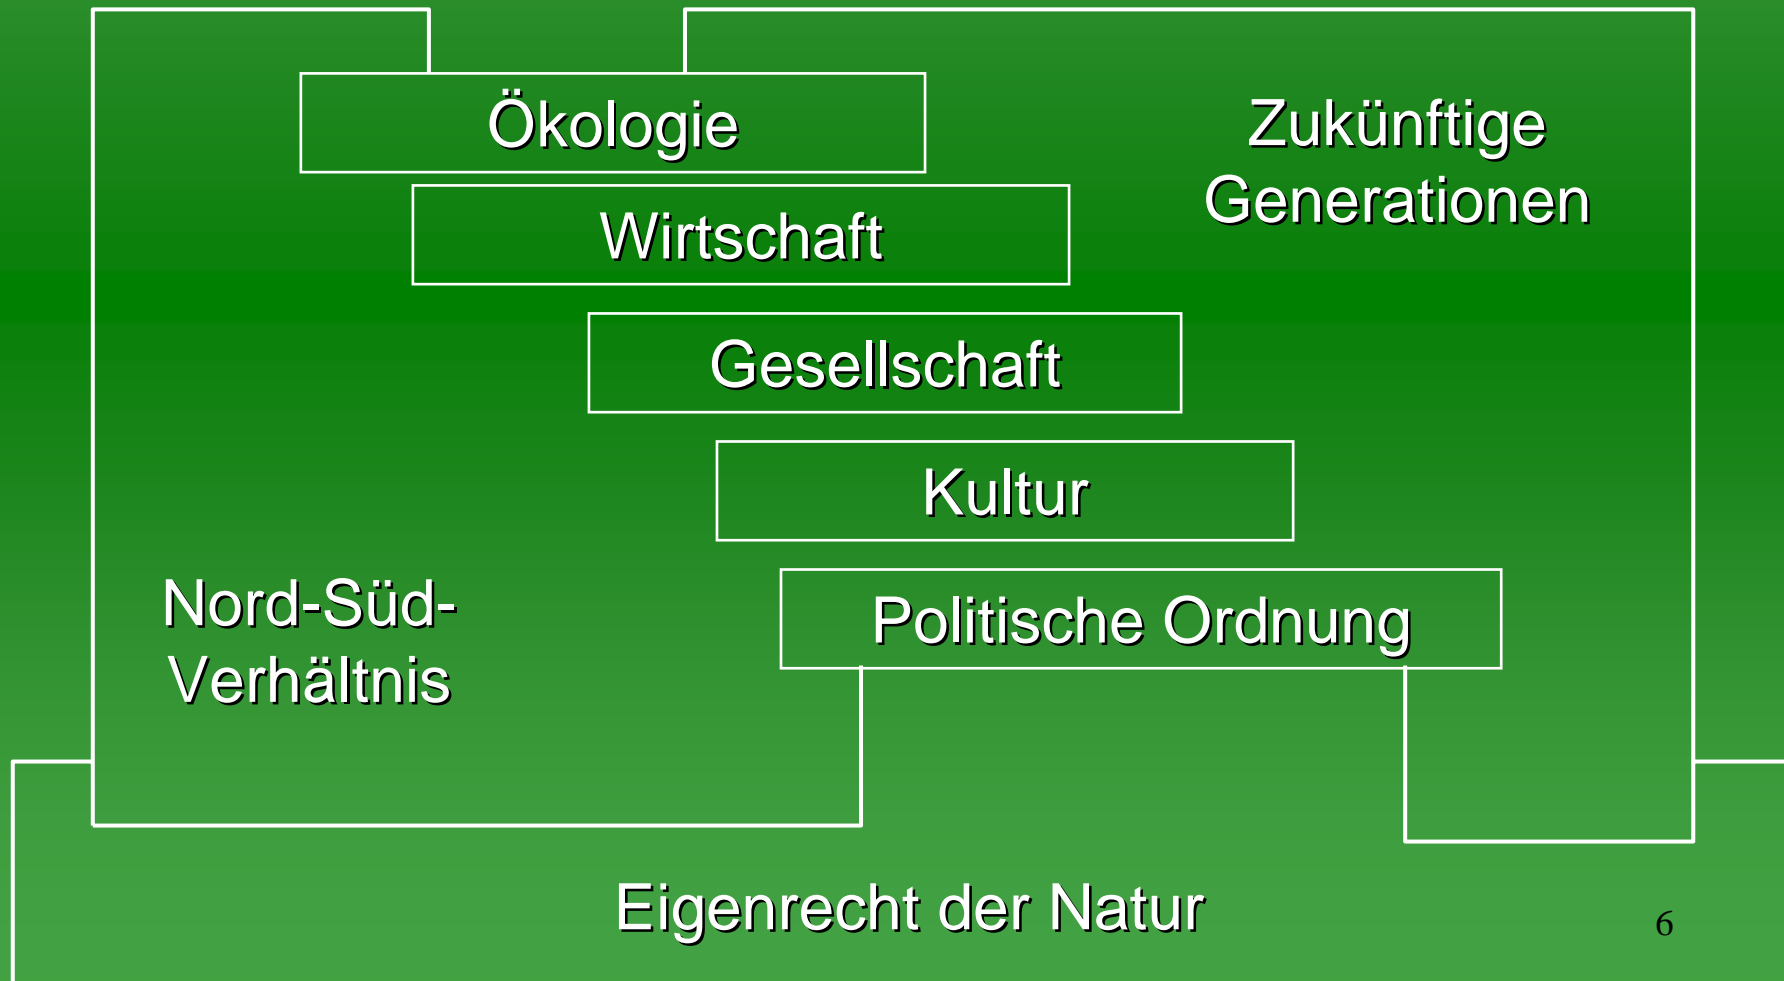 Ökologie
Zukünftige
Generationen
Wirtschaft
Gesellschaft
Kultur
Nord-Süd-
Verhältnis
Politische Ordnung
Eigenrecht der Natur
6